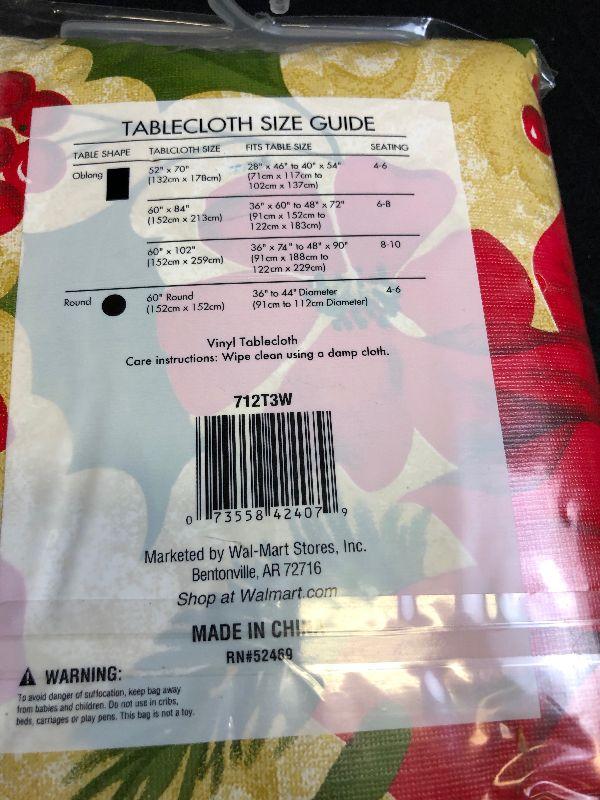 TABLECLOTH SIZE GUIDE
TABLE SHAPE TABLCLOTH SIZE FITS TABLE SIZE SEATING
Oblong 52" x 70" 28" x 46" to 40" x 54" 4-6
(132cm x 178cm) (71cm x 117cm to
102cm x 137cm)
60" x 84" 36" x 60" to 48" x 72" 6-8
(152cm x 213cm) (91cm x 152cm to
122cm x 183cm)
60" x 102" 36" x 74" to 48" x 90" 8-10
(152cm x 259cm) (91cm x 188cm to
122cm x 229cm)
Round 60" Round 36" to 44" Diameter 4-6
(152cm x 152cm) (91cm to 112cm Diameter)
Vinyl Tablecloth
Care instructions: Wipe clean using a damp cloth.
712T3W
0 73558 42407 9
Marketed by Wal-Mart Stores, Inc.
Bentonville, AR 72716
Shop at Walmart.com
MADE IN CHINA
RN#52469
WARNING:
To avoid danger of suffocation, keep bag away
from babies and children. Do not use in cribs,
beds, carriages or play pens. This bag is not a toy.